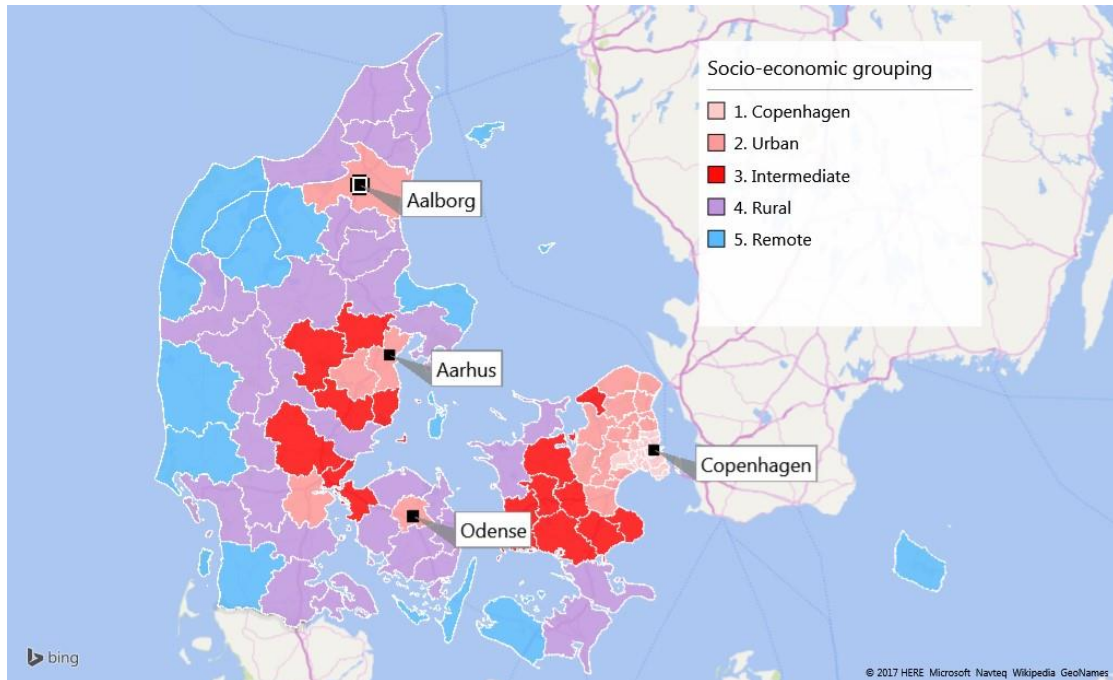 Socio-economic grouping
1. Copenhagen
2. Urban
3. Intermediate
4. Rural
5. Remote
Aalborg
Aarhus
Copenhagen
Odense
bing
© 2017 HERE Microsoft Navteq Wikipedia GeoNames